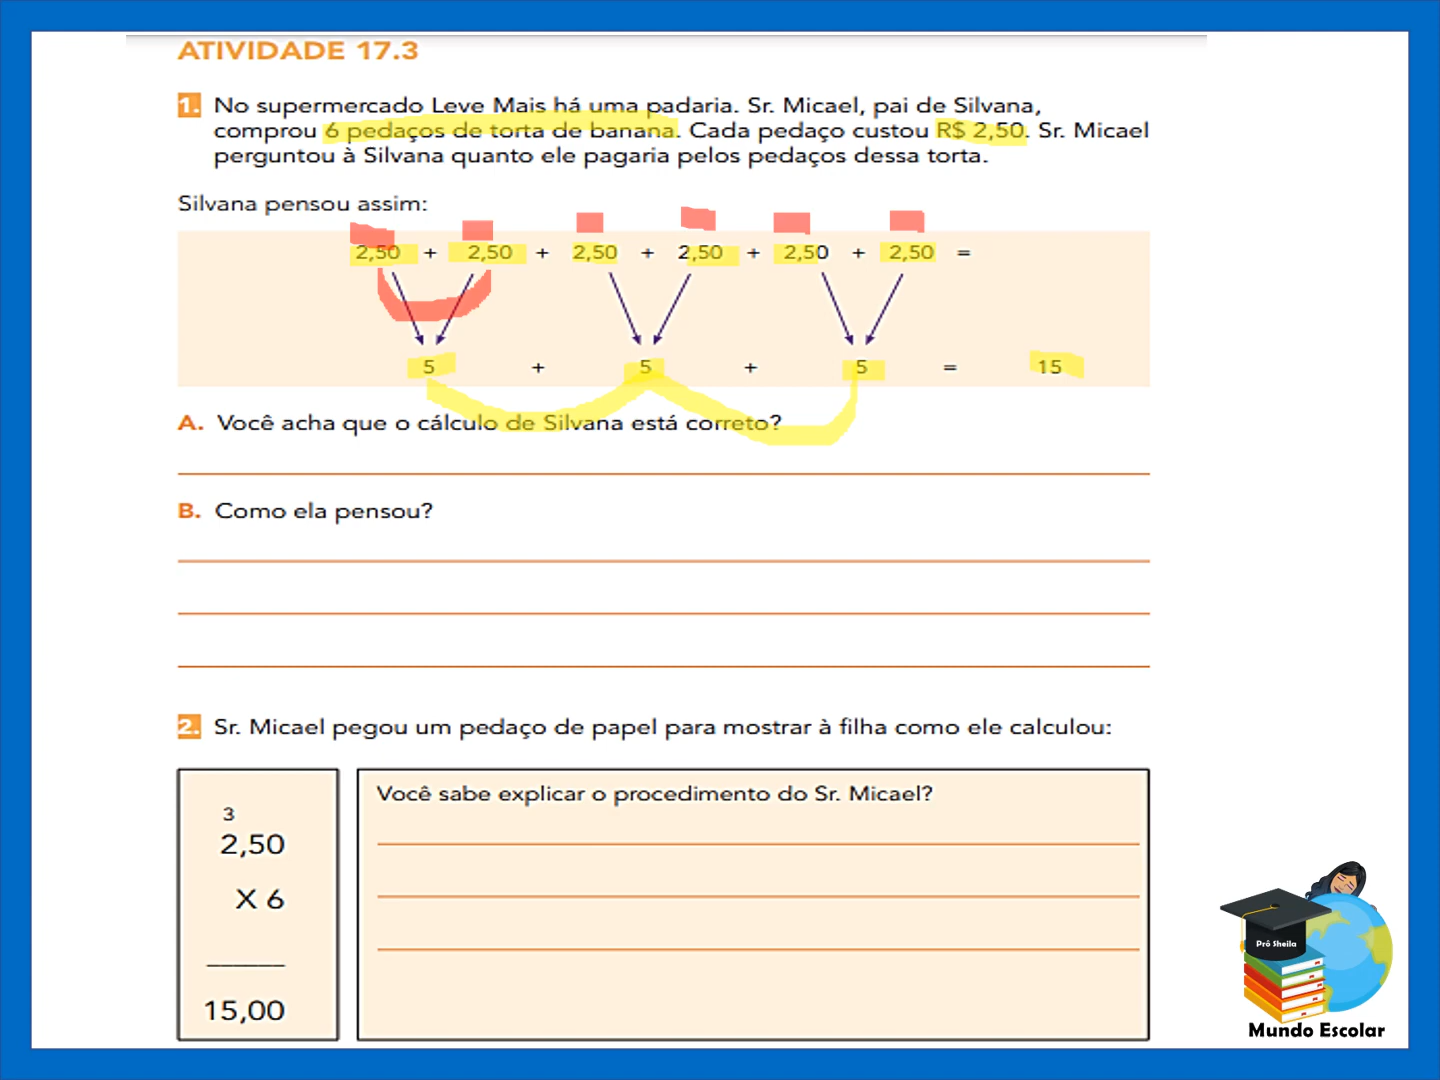 ATIVIDADE 17.3
1. No supermercado Leve Mais há uma padaria. Sr. Micael, pai de Silvana,
comprou 6 pedaços de torta de banana. Cada pedaço custou R$ 2,50. Sr. Micael
perguntou à Silvana quanto ele pagaria pelos pedaços dessa torta.
Silvana pensou assim:
2,50 + 2,50 + 2,50 + 2,50 + 2,50 + 2,50 =
5 + 5 + 5 = 15
A. Você acha que o cálculo de Silvana está correto?
B. Como ela pensou?
2. Sr. Micael pegou um pedaço de papel para mostrar à filha como ele calculou:
3
2,50
X 6
15,00
Você sabe explicar o procedimento do Sr. Micael?
Prô Sheila
Mundo Escolar